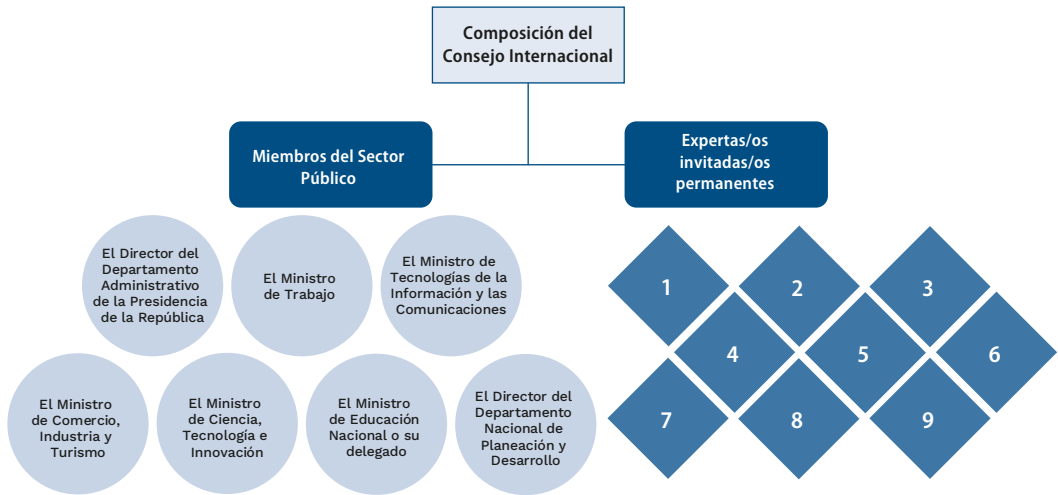 Composición del
Consejo Internacional
Miembros del Sector
Público
Expertas/os
invitadas/os
permanentes
El Director del
Departamento
Administrativo
de la Presidencia
de la República
El Ministro
de Trabajo
El Ministro de
Tecnologías de la
Información y las
Comunicaciones
El Ministro
de Comercio,
Industria y
Turismo
El Ministro
de Ciencia,
Tecnología e
Innovación
El Ministro
de Educación
Nacional o su
delegado
El Director del
Departamento
Nacional de
Planeación y
Desarrollo
1
2
3
4
5
6
7
8
9